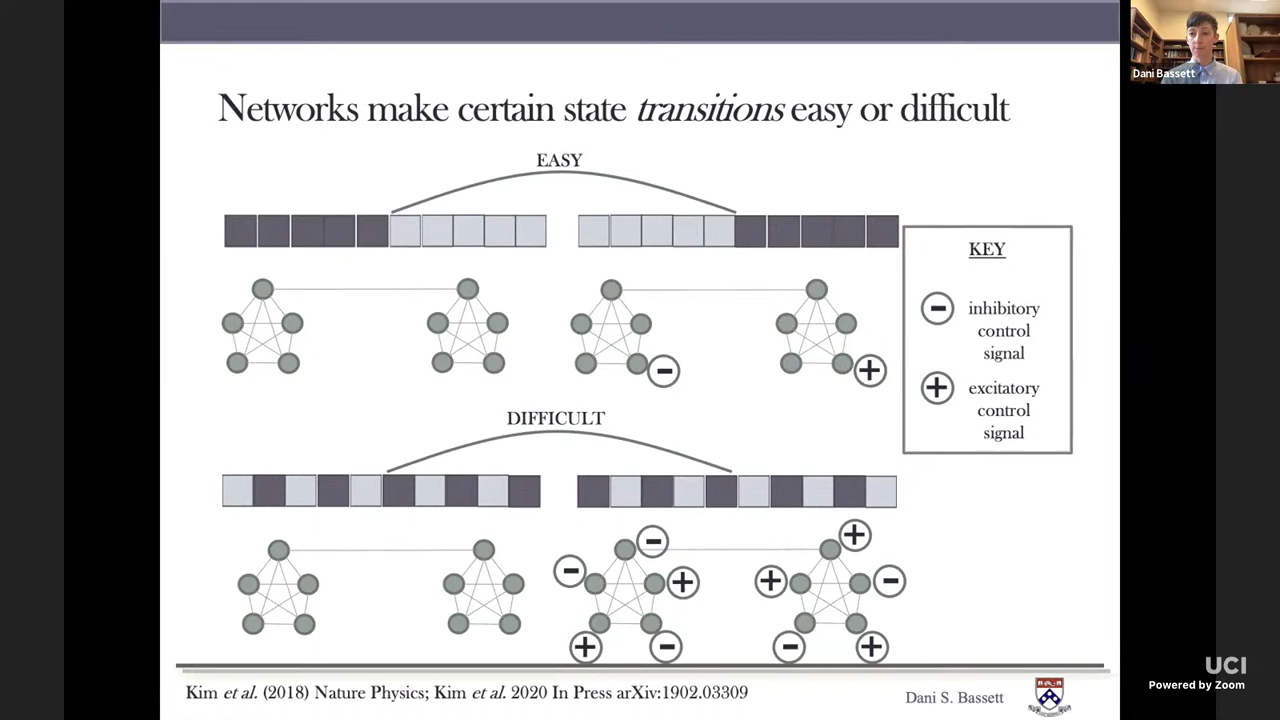 Dani Bassett
Networks make certain state transitions easy or difficult
EASY
KEY
inhibitory
control
signal
excitatory
control
signal
DIFFICULT
Kim et al. (2018) Nature Physics; Kim et al. 2020 In Press arXiv:1902.03309
Dani S. Bassett
UCI
Powered by Zoom